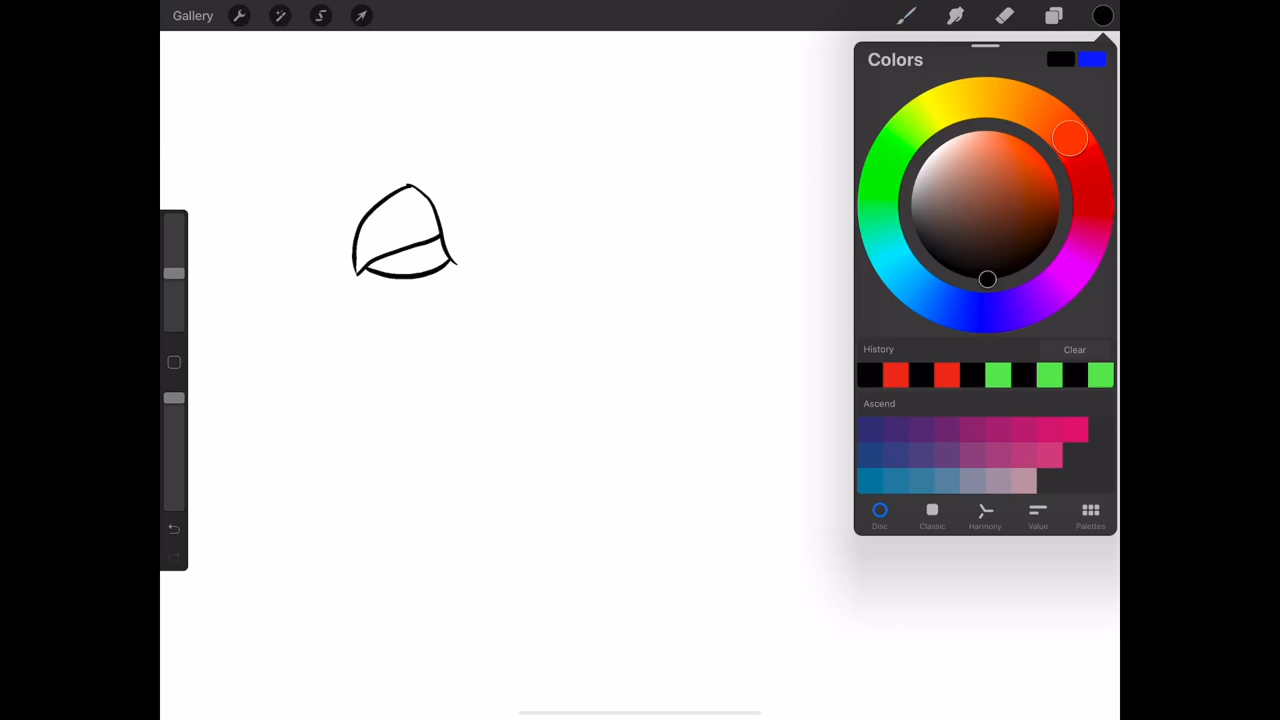 Gallery
Colors
History
Clear
Ascend
Disc
Classic
Harmony
Value
Palettes